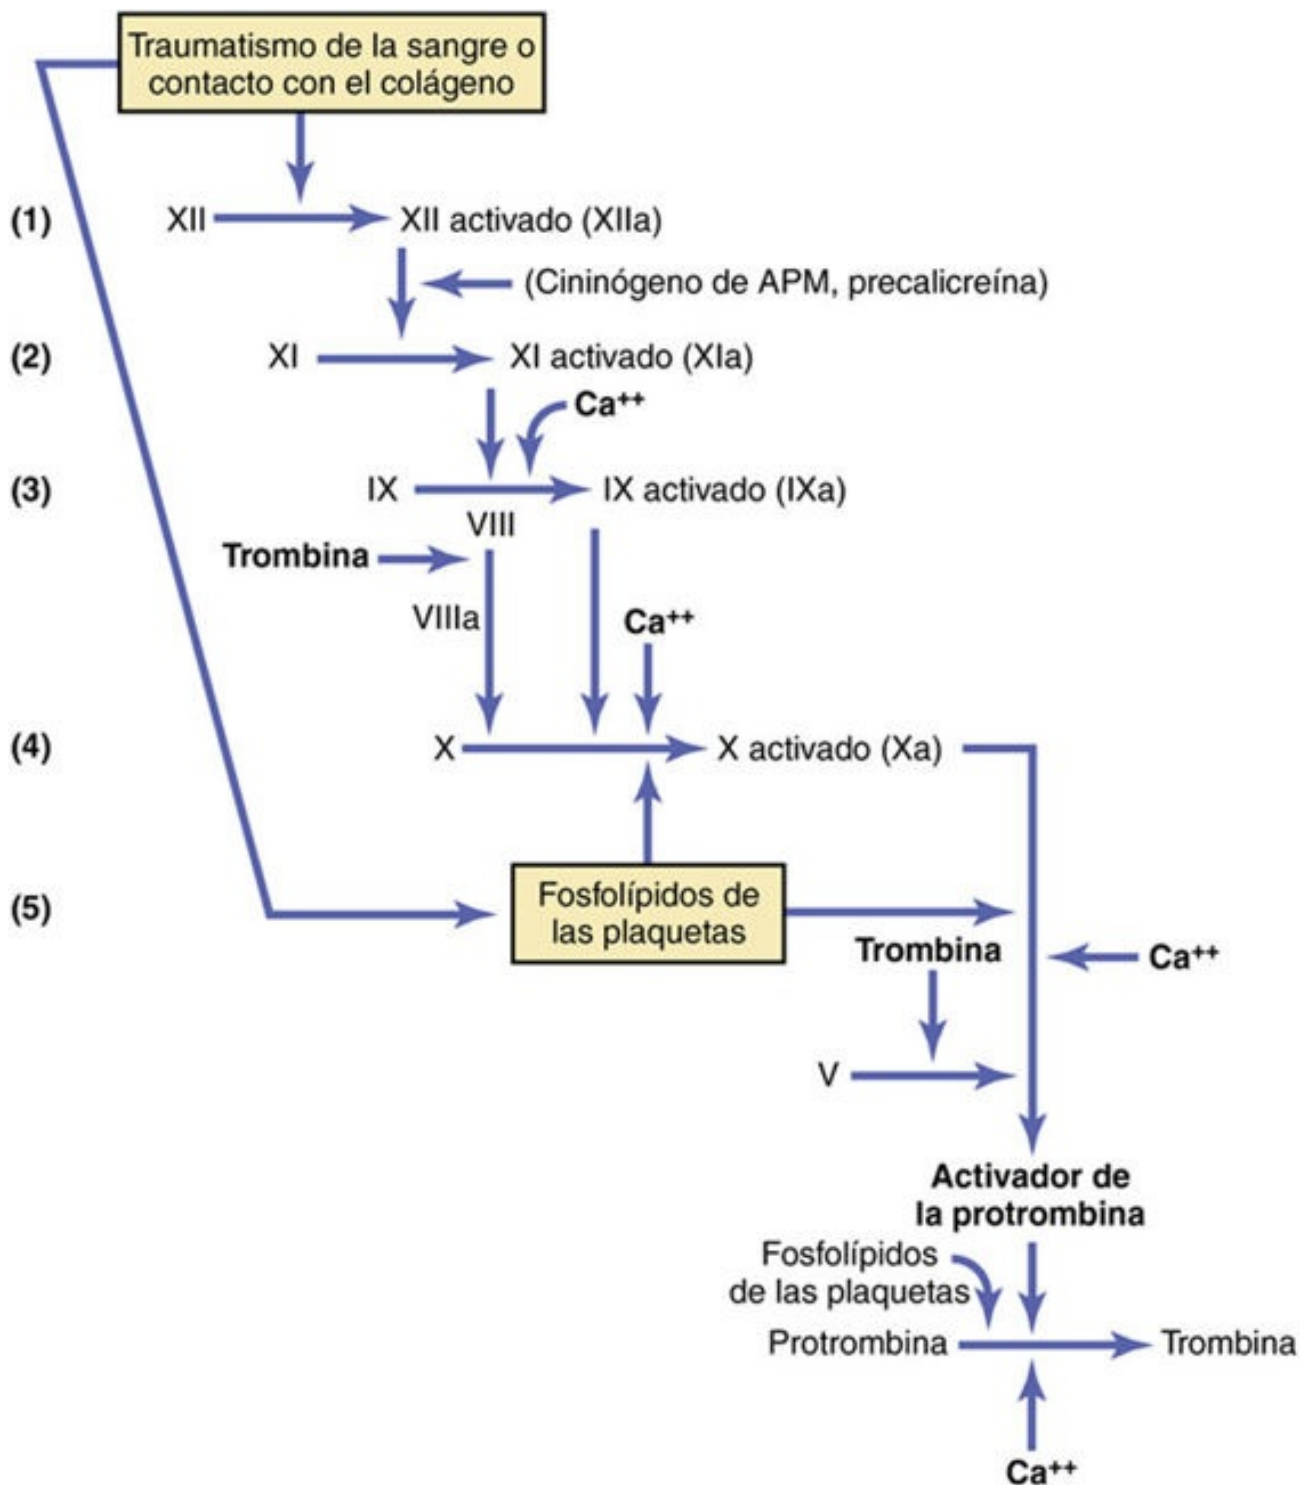 Traumatismo de la sangre o
contacto con el colágeno
(1)
XII
XII activado (XIIa)
(Cininógeno de APM, precalicreína)
(2)
XI
XI activado (XIa)
Ca⁺⁺
(3)
IX
IX activado (IXa)
VIII
Trombina
VIIIa
Ca⁺⁺
(4)
X
X activado (Xa)
(5)
Fosfolípidos de
las plaquetas
Trombina
Ca⁺⁺
V
Activador de
la protrombina
Fosfolípidos
de las plaquetas
Protrombina
Trombina
Ca⁺⁺